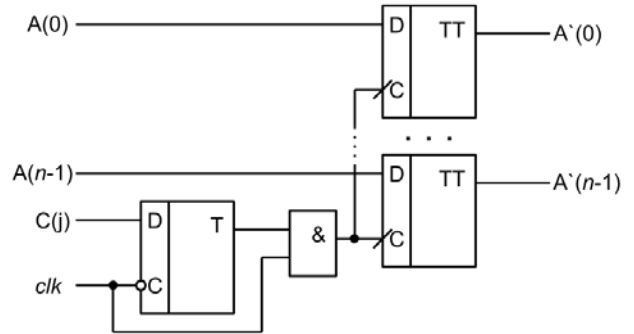 A(0) D TT A`(0)
C
. . .
A(n-1) D TT A`(n-1)
C(j) D T & C
clk C